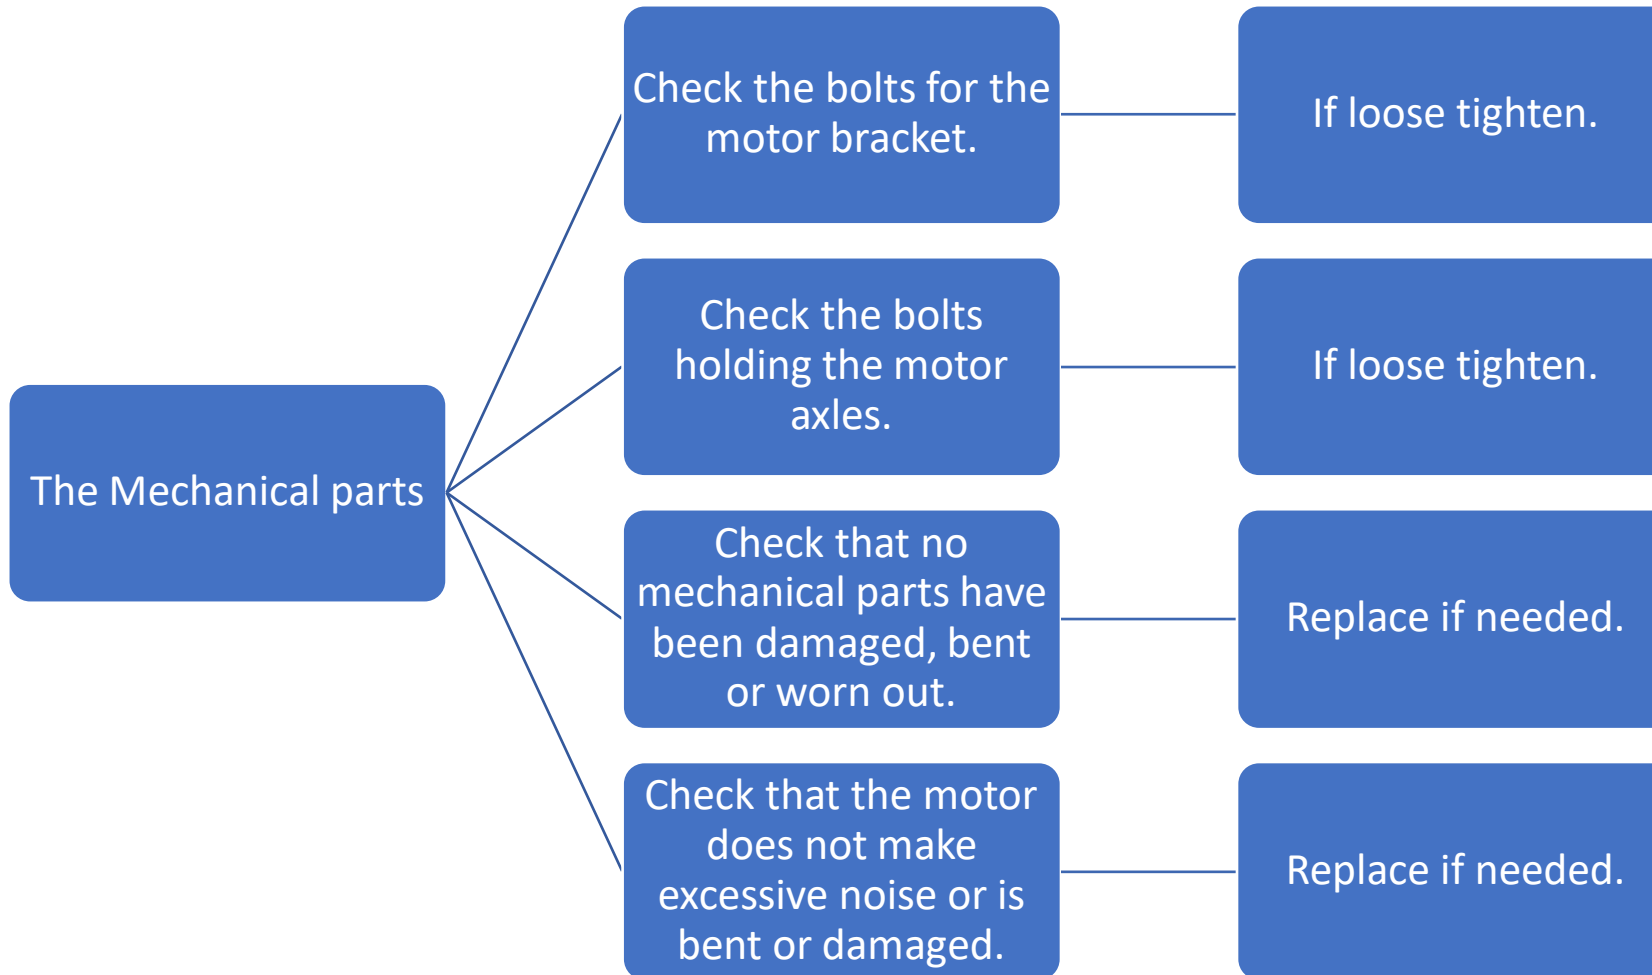 The Mechanical parts
Check the bolts for the
motor bracket.
If loose tighten.
Check the bolts
holding the motor
axles.
If loose tighten.
Check that no
mechanical parts have
been damaged, bent
or worn out.
Replace if needed.
Check that the motor
does not make
excessive noise or is
bent or damaged.
Replace if needed.